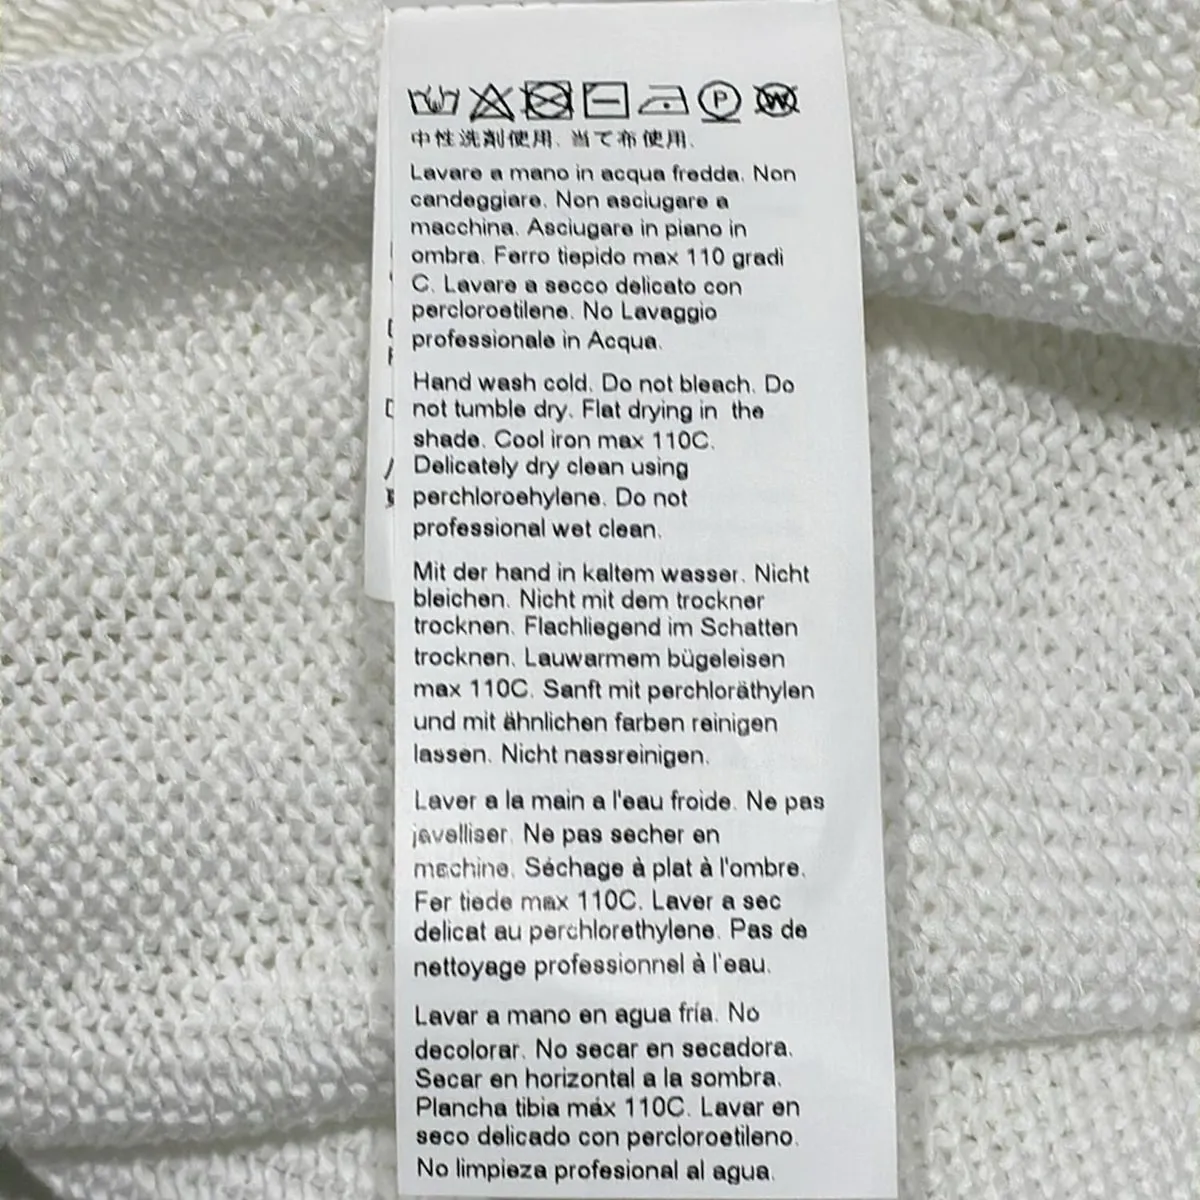 P W
中性洗剤使用、当て布使用、
Lavare a mano in acqua fredda. Non
candeggiare. Non asciugare a
macchina. Asciugare in piano in
ombra. Ferro tiepido max 110 gradi
C. Lavare a secco delicato con
percloroetilene. No Lavaggio
professionale in Acqua.
Hand wash cold. Do not bleach. Do
not tumble dry. Flat drying in the
shade. Cool iron max 110C.
Delicately dry clean using
perchloroehylene. Do not
professional wet clean.
Mit der hand in kaltem wasser. Nicht
bleichen. Nicht mit dem trockner
trocknen. Flachliegend im Schatten
trocknen. Lauwarmem bügeleisen
max 110C. Sanft mit perchloräthylen
und mit ähnlichen farben reinigen
lassen. Nicht nassreinigen.
Laver a la main a l'eau froide. Ne pas
javelliser. Ne pas secher en
machine. Séchage à plat à l'ombre.
Fer tiede max 110C. Laver a sec
delicat au perchlorethylene. Pas de
nettoyage professionnel à l'eau.
Lavar a mano en agua fría. No
decolorar. No secar en secadora.
Secar en horizontal a la sombra.
Plancha tibia máx 110C. Lavar en
seco delicado con percloroetileno.
No limpieza profesional al agua.